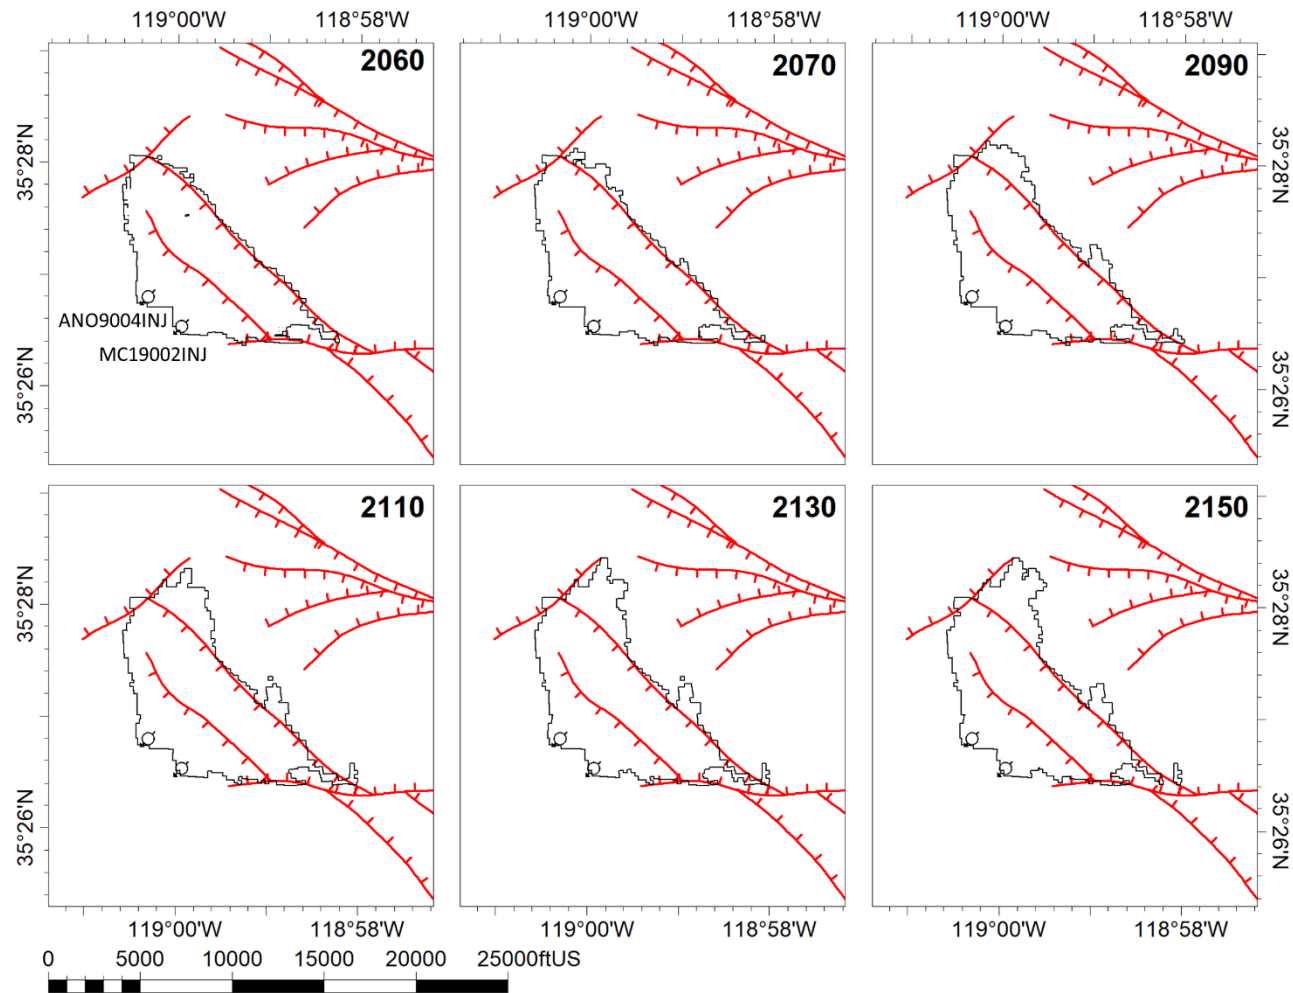 119°00'W 118°58'W 119°00'W 118°58'W 119°00'W 118°58'W
2060 2070 2090
35°28'N 35°28'N
ANO9004INJ
MC19002INJ
35°26'N 35°26'N
2110 2130 2150
35°28'N 35°28'N
35°26'N 35°26'N
119°00'W 118°58'W 119°00'W 118°58'W 119°00'W 118°58'W
0 5000 10000 15000 20000 25000ftUS